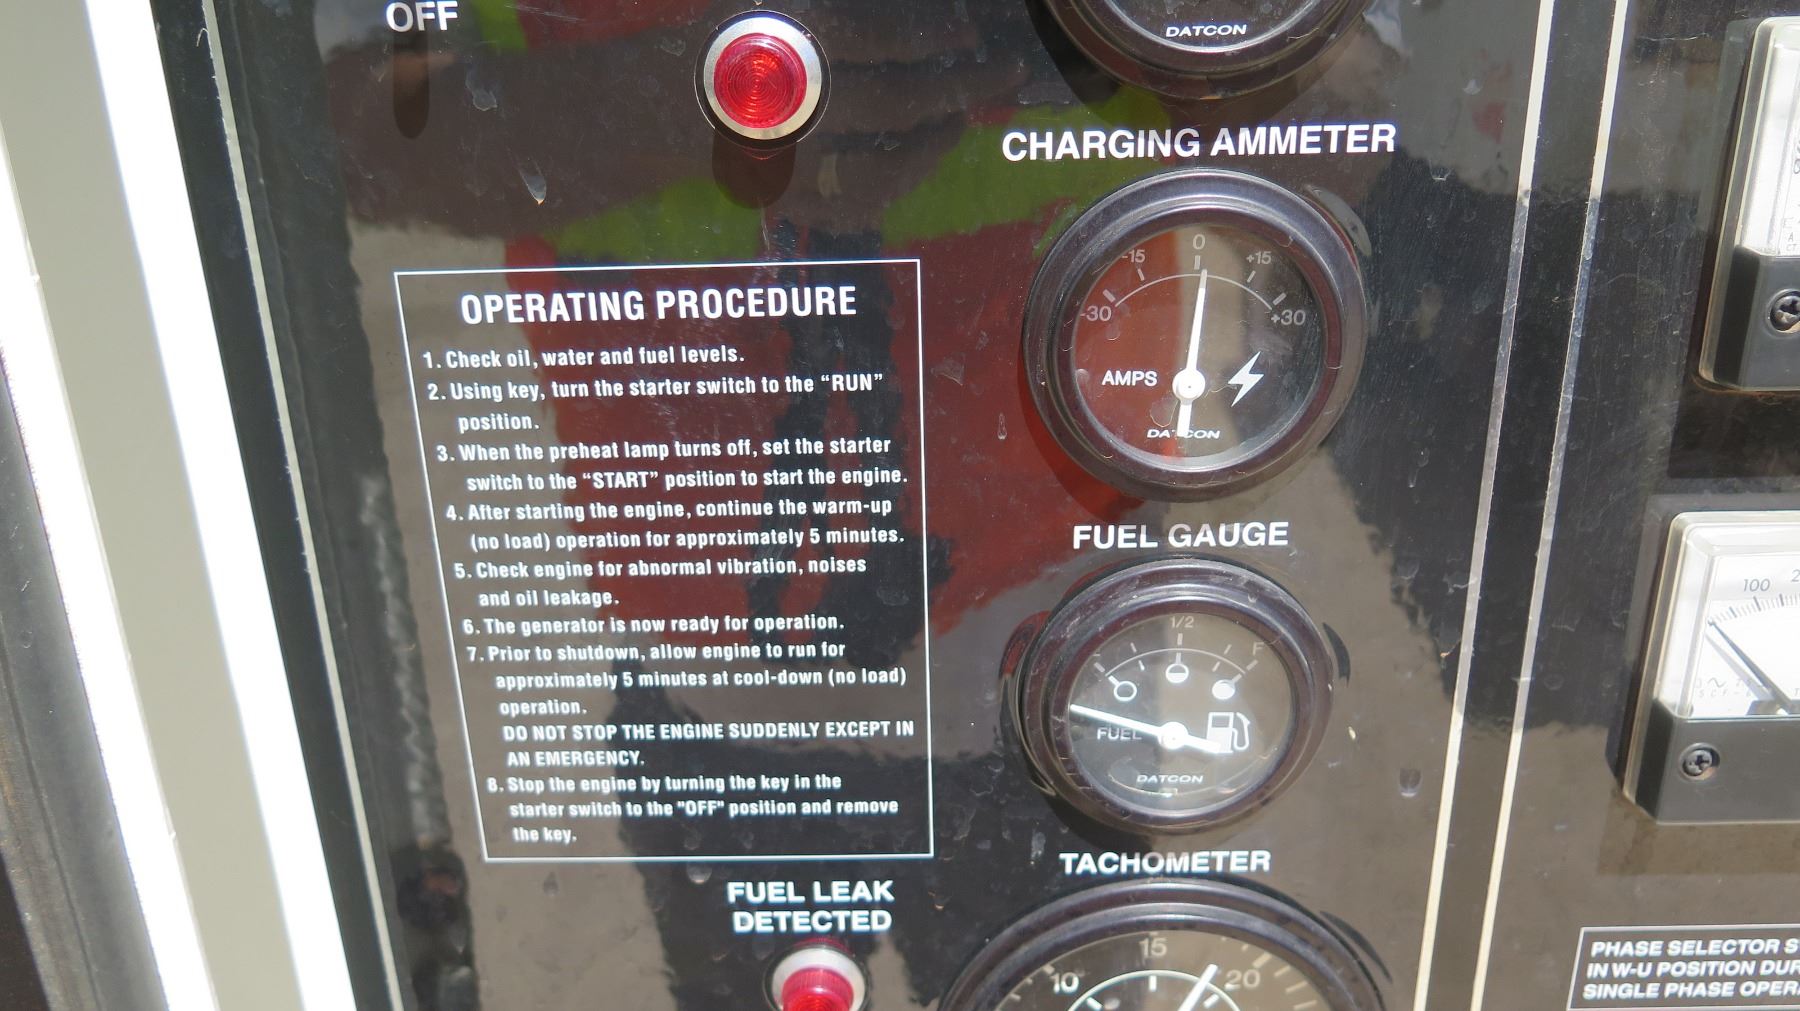 OFF
DATCON
CHARGING AMMETER
-30 -15 0 +15 +30
AMPS
DATCON
OPERATING PROCEDURE
1. Check oil, water and fuel levels.
2. Using key, turn the starter switch to the “RUN”
position.
3. When the preheat lamp turns off, set the starter
switch to the “START” position to start the engine.
4. After starting the engine, continue the warm-up
(no load) operation for approximately 5 minutes.
5. Check engine for abnormal vibration, noises
and oil leakage.
6. The generator is now ready for operation.
7. Prior to shutdown, allow engine to run for
approximately 5 minutes at cool-down (no load)
operation.
DO NOT STOP THE ENGINE SUDDENLY EXCEPT IN
AN EMERGENCY.
8. Stop the engine by turning the key in the
starter switch to the "OFF" position and remove
the key.
FUEL GAUGE
1/2
F
FUEL
DATCON
100
TACHOMETER
10 15 20
FUEL LEAK
DETECTED
PHASE SELECTOR
IN W-U POSITION
SINGLE PHASE